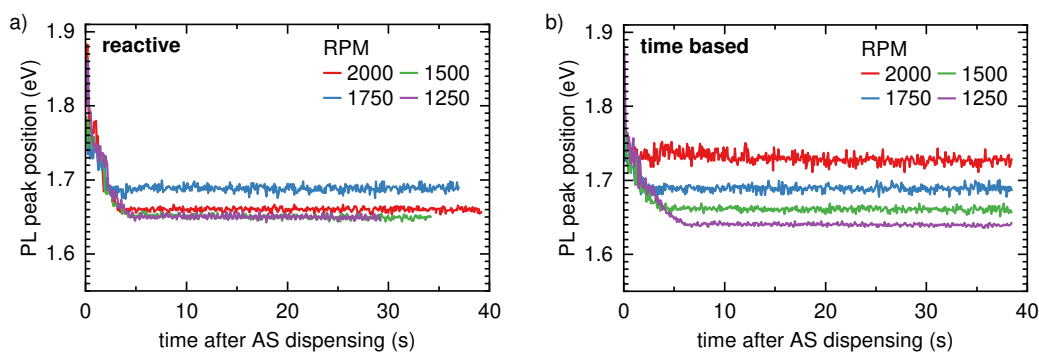 a)
reactive
RPM
2000 1500
1750 1250
PL peak position (eV)
1.9
1.8
1.7
1.6
0 10 20 30 40
time after AS dispensing (s)
b)
time based
RPM
2000 1500
1750 1250
PL peak position (eV)
1.9
1.8
1.7
1.6
0 10 20 30 40
time after AS dispensing (s)